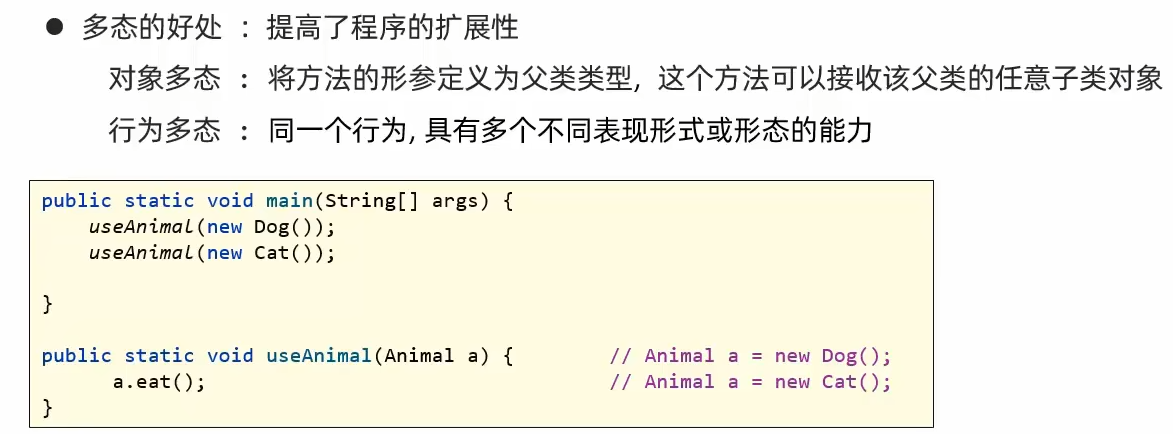 ● 多态的好处 ：提高了程序的扩展性
对象多态 ：将方法的形参定义为父类类型，这个方法可以接收该父类的任意子类对象
行为多态 ：同一个行为, 具有多个不同表现形式或形态的能力
public static void main(String[] args) {
    useAnimal(new Dog());
    useAnimal(new Cat());
}
public static void useAnimal(Animal a) {        // Animal a = new Dog();
      a.eat();                                  // Animal a = new Cat();
}